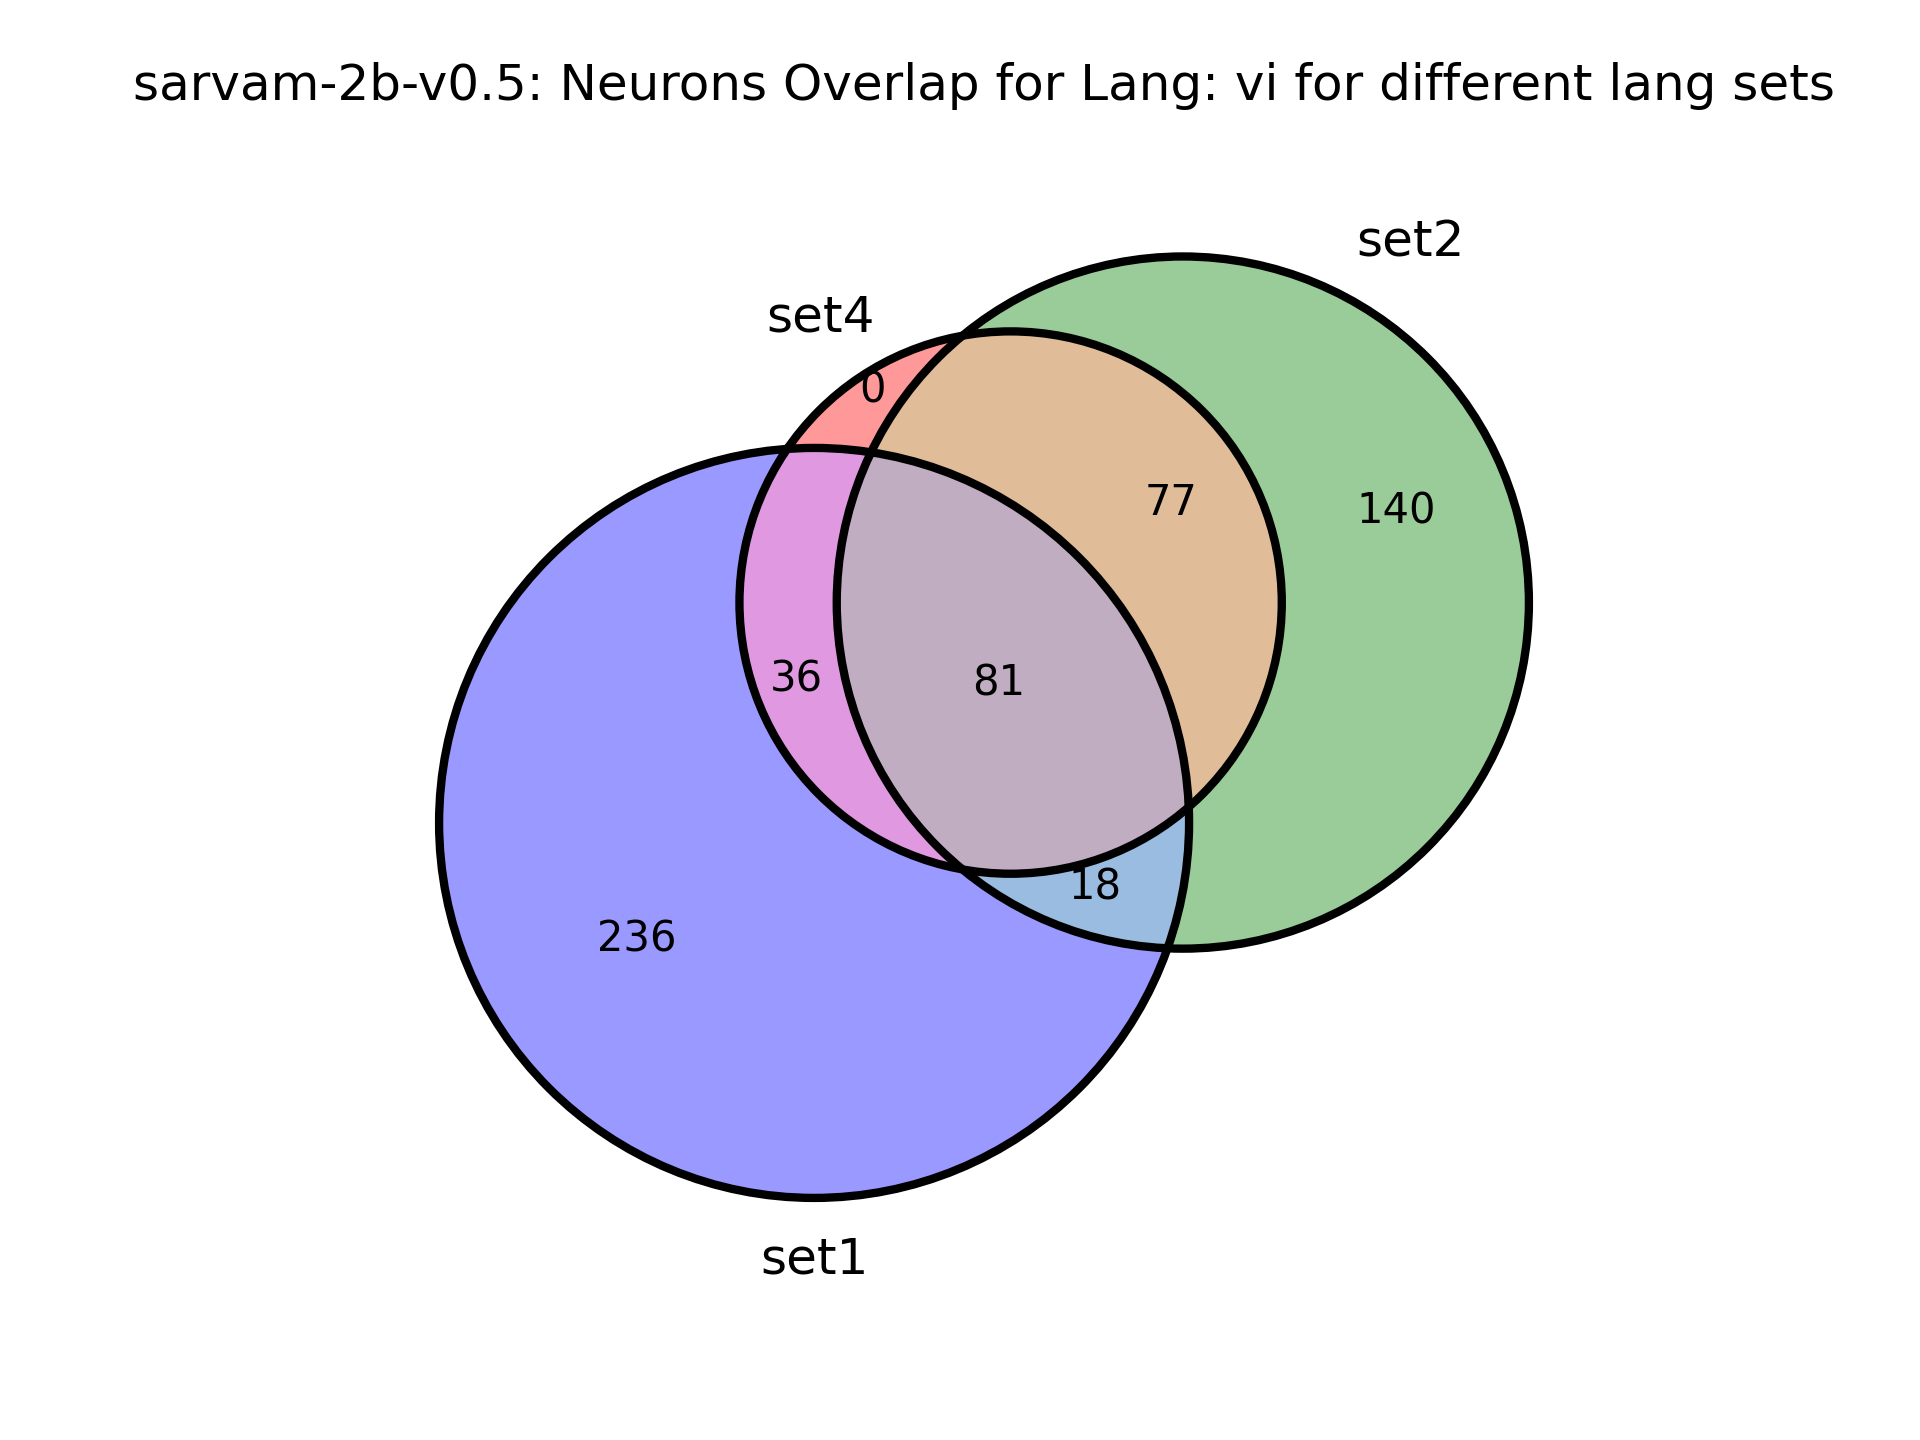 sarvam-2b-v0.5: Neurons Overlap for Lang: vi for different lang sets
set2
set4
0
77
140
36
81
18
236
set1